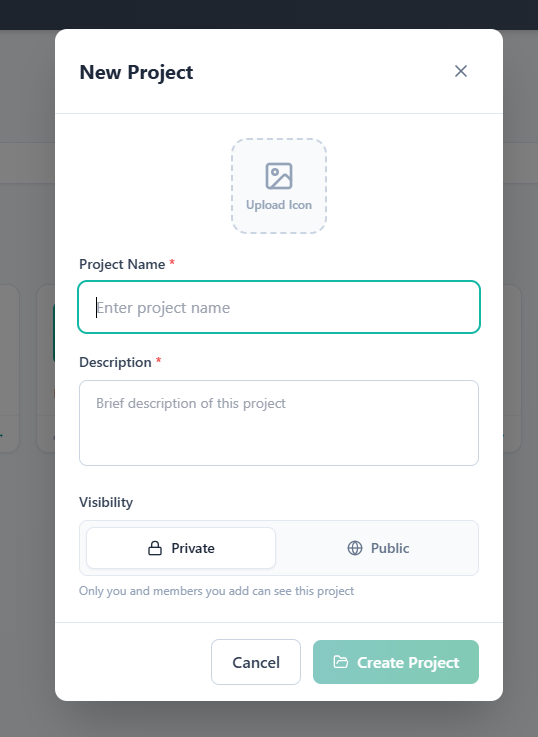 New Project
Upload Icon
Project Name *
Enter project name
Description *
Brief description of this project
Visibility
Private
Public
Only you and members you add can see this project
Cancel
Create Project